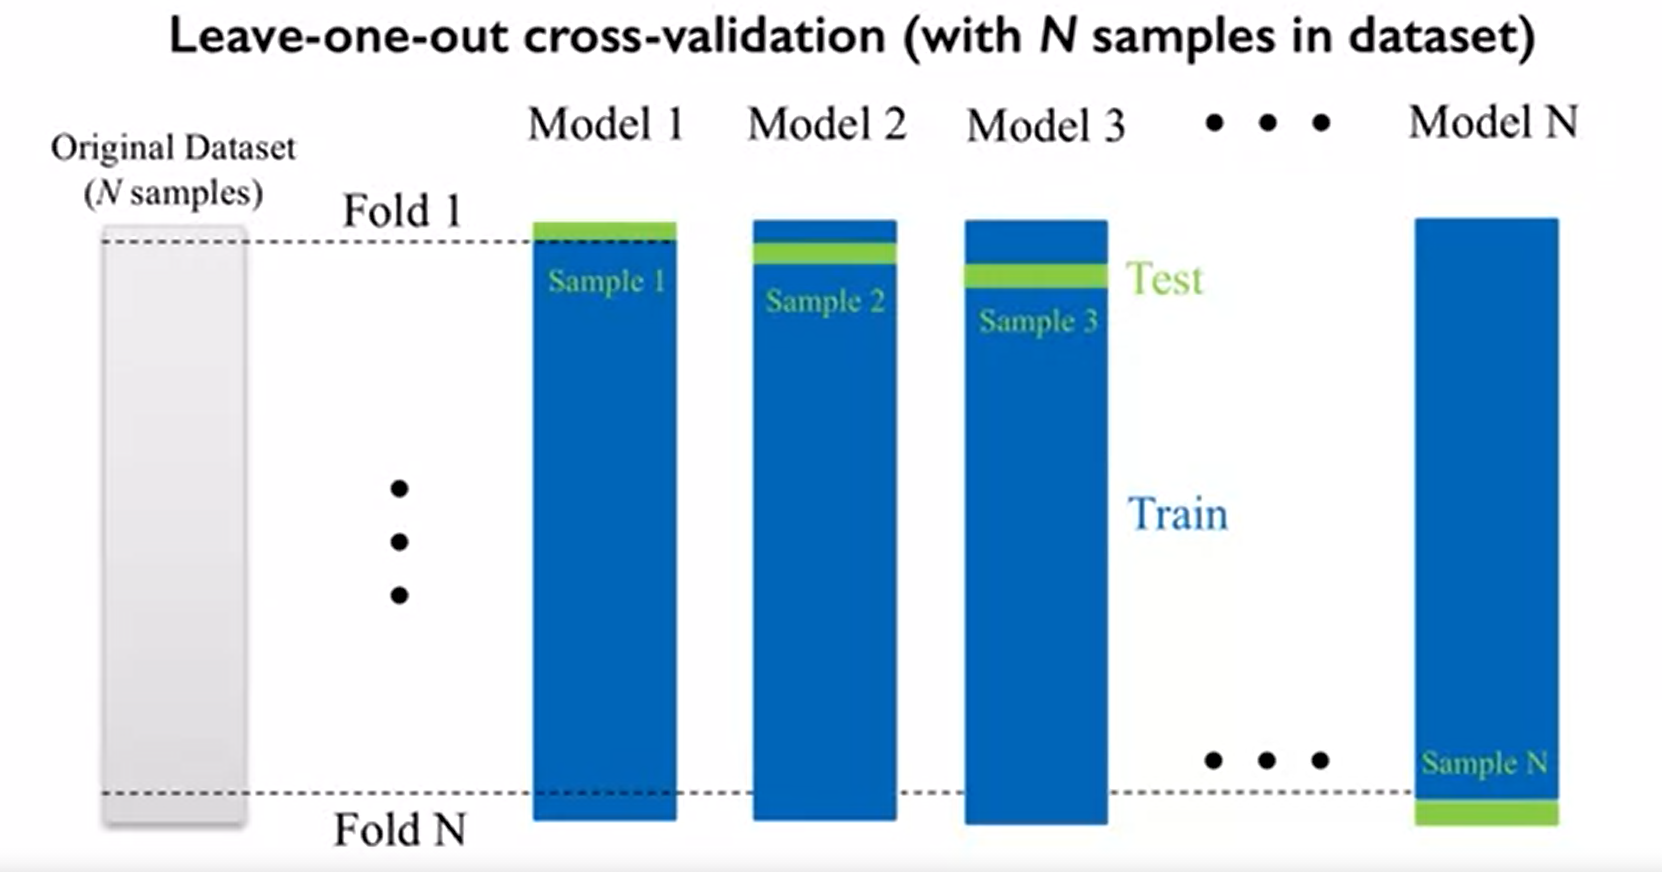 Leave-one-out cross-validation (with N samples in dataset)
Model 1
Model 2
Model 3
• • •
Model N
Original Dataset
(N samples)
Fold 1
Sample 1
Sample 2
Sample 3
Test
Train
Sample N
Fold N